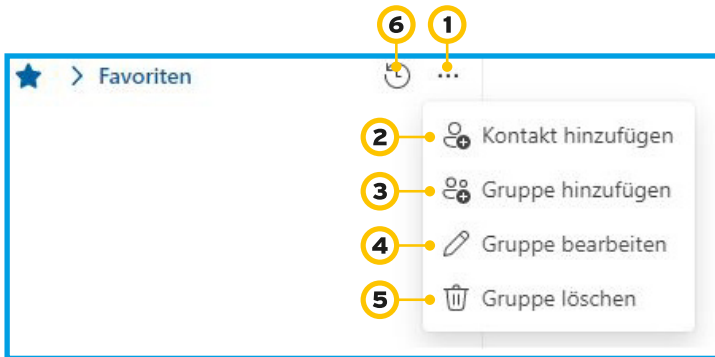 6 1
Favoriten ...
2 Kontakt hinzufügen
3 Gruppe hinzufügen
4 Gruppe bearbeiten
5 Gruppe löschen